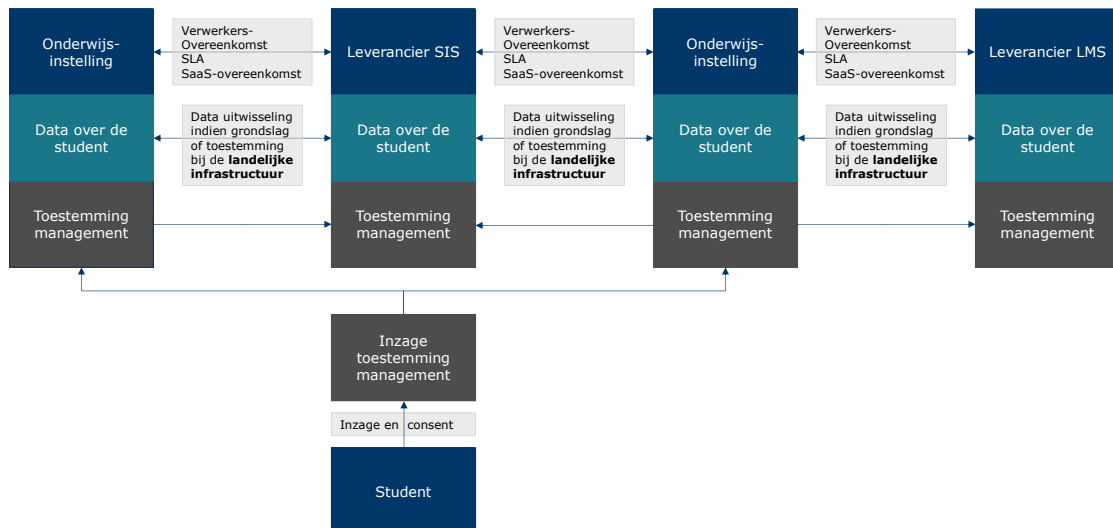 Onderwijs-
instelling
Verwerkers-
Overeenkomst
SLA
SaaS-overeenkomst
Leverancier SIS
Verwerkers-
Overeenkomst
SLA
SaaS-overeenkomst
Onderwijs-
instelling
Verwerkers-
Overeenkomst
SLA
SaaS-overeenkomst
Leverancier LMS
Data over de
student
Data uitwisseling
indien grondslag
of toestemming
bij de landelijke
infrastructuur
Data over de
student
Data uitwisseling
indien grondslag
of toestemming
bij de landelijke
infrastructuur
Data over de
student
Data uitwisseling
indien grondslag
of toestemming
bij de landelijke
infrastructuur
Data over de
student
Toestemming
management
Toestemming
management
Toestemming
management
Toestemming
management
Inzage
toestemming
management
Inzage en consent
Student